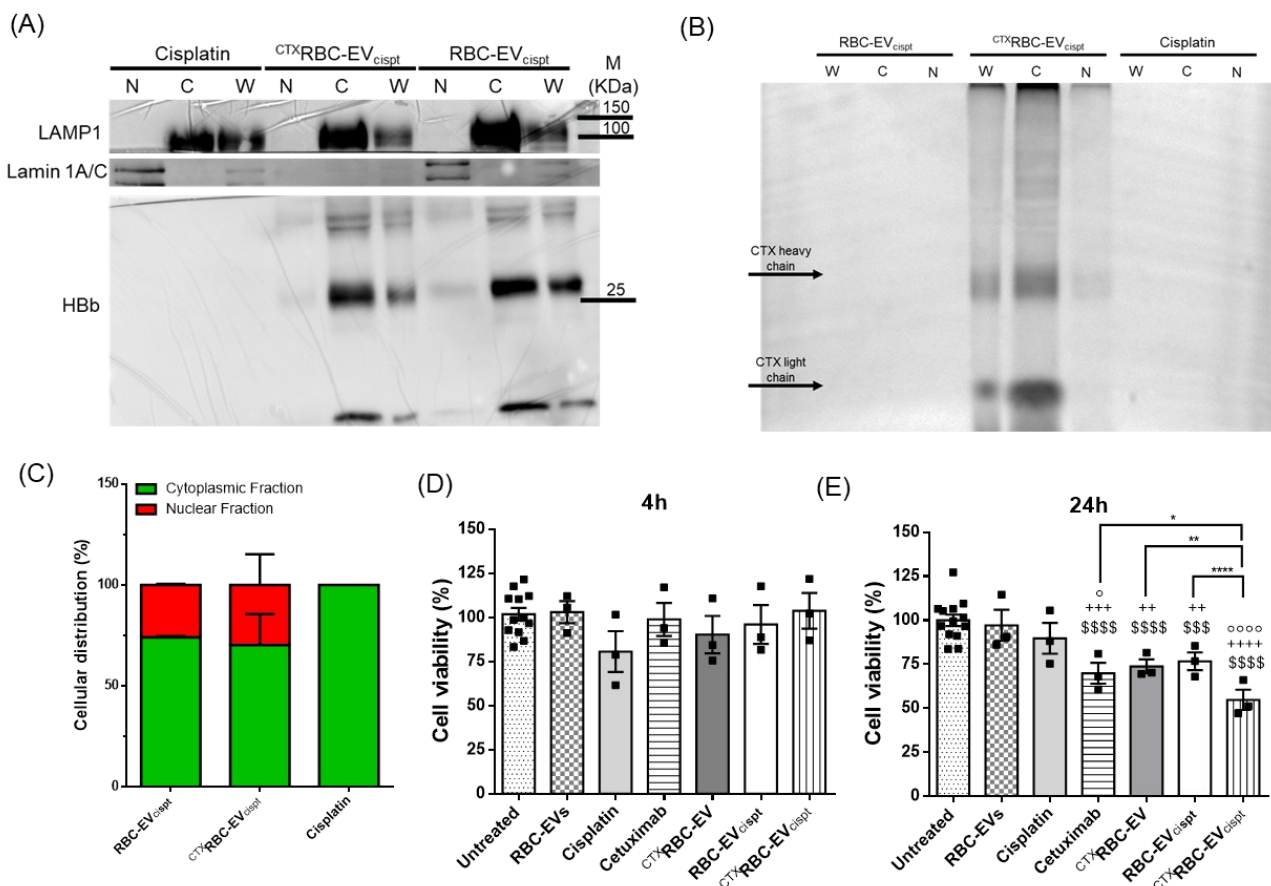 (A)
Cisplatin CTXRBC-EVcispt RBC-EVcispt M
N C W N C W N C W (KDa)
LAMP1 150
100
Lamin 1A/C
HBb 25
(B)
RBC-EVcispt CTXRBC-EVcispt Cisplatin
W C N W C N W C N
CTX heavy
chain
CTX light
chain
(C)
Cytoplasmic Fraction
Nuclear Fraction
Cellular distribution (%)
150
100
50
0
RBC-EVcispt CTXRBC-EVcispt Cisplatin
(D)
4h
Cell viability (%)
150
125
100
75
50
25
0
Untreated RBC-EVs Cisplatin Cetuximab CTXRBC-EV RBC-EVcispt CTXRBC-EVcispt
(E)
24h
*
**
****
° 
+++ ++ ++ °°°°
$$$$ $$$$ $$$ ++++
$$$$
Cell viability (%)
150
125
100
75
50
25
0
Untreated RBC-EVs Cisplatin Cetuximab CTXRBC-EV RBC-EVcispt CTXRBC-EVcispt